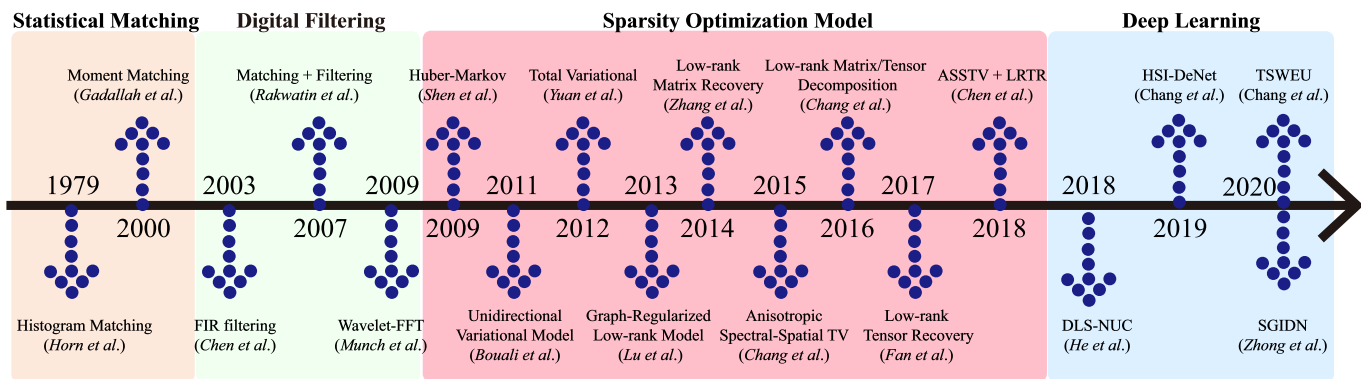 Statistical Matching
Digital Filtering
Sparsity Optimization Model
Deep Learning
Moment Matching
(Gadallah et al.)
Matching + Filtering
(Rakwatin et al.)
Huber-Markov
(Shen et al.)
Total Variational
(Yuan et al.)
Low-rank
Matrix Recovery
(Zhang et al.)
Low-rank Matrix/Tensor
Decomposition
(Chang et al.)
ASSTV + LRTR
(Chen et al.)
HSI-DeNet
(Chang et al.)
TSWEU
(Chang et al.)
1979
2003
2009
2011
2013
2015
2017
2018
2020
2000
2007
2009
2012
2014
2016
2018
2019
Histogram Matching
(Horn et al.)
FIR filtering
(Chen et al.)
Wavelet-FFT
(Munch et al.)
Unidirectional
Variational Model
(Bouali et al.)
Graph-Regularized
Low-rank Model
(Lu et al.)
Anisotropic
Spectral-Spatial TV
(Chang et al.)
Low-rank
Tensor Recovery
(Fan et al.)
DLS-NUC
(He et al.)
SGIDN
(Zhong et al.)